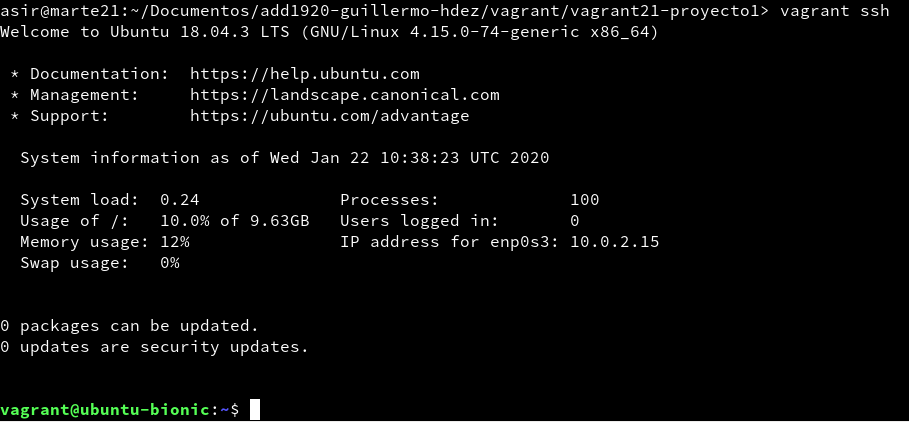 asir@marte21:~/Documentos/add1920-guillermo-hdez/vagrant/vagrant21-proyecto1> vagrant ssh
Welcome to Ubuntu 18.04.3 LTS (GNU/Linux 4.15.0-74-generic x86_64)
* Documentation:  https://help.ubuntu.com
* Management:     https://landscape.canonical.com
* Support:        https://ubuntu.com/advantage
System information as of Wed Jan 22 10:38:23 UTC 2020
System load:  0.24              Processes:             100
Usage of /:   10.0% of 9.63GB   Users logged in:       0
Memory usage: 12%               IP address for enp0s3: 10.0.2.15
Swap usage:   0%
0 packages can be updated.
0 updates are security updates.
vagrant@ubuntu-bionic:~$